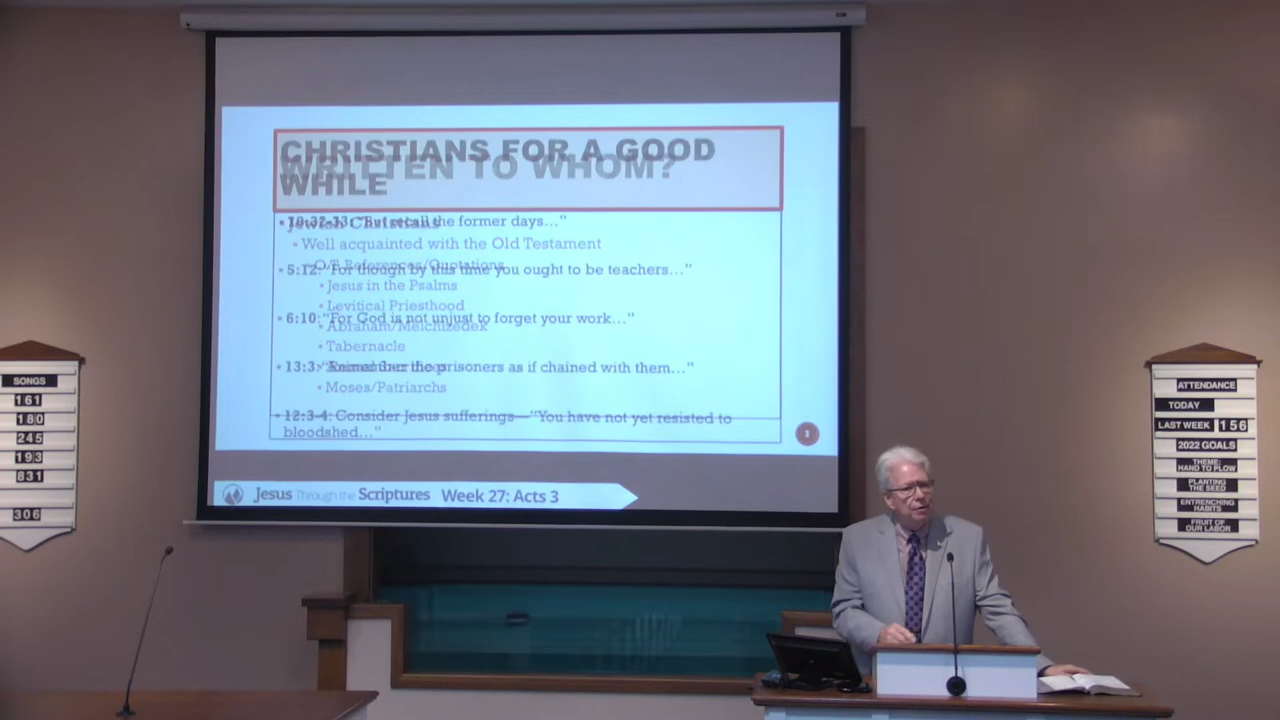 CHRISTIANS FOR A GOOD
WHILE
WRITTEN TO WHOM?
• 10:32-33: "But recall the former days…"
Jewish Christians
▪ Well acquainted with the Old Testament
O/T References/Quotations
• 5:12: "For though by this time you ought to be teachers…"
▪ Jesus in the Psalms
▪ Levitical Priesthood
• 6:10: "For God is not unjust to forget your work…"
▪ Abraham/Melchizedek
▪ Tabernacle
• 13:3: "Remember the prisoners as if chained with them…"
▪ Moses/Patriarchs
• 12:3-4: Consider Jesus sufferings—"You have not yet resisted to
bloodshed…"
2
Jesus Through the Scriptures Week 27: Acts 3
SONGS
161
180
245
193
831
306
ATTENDANCE
TODAY
LAST WEEK 156
2022 GOALS
THEME:
HAND TO PLOW
PLANTING
THE SEED
ENTRENCHING
HABITS
FRUIT OF
OUR LABOR